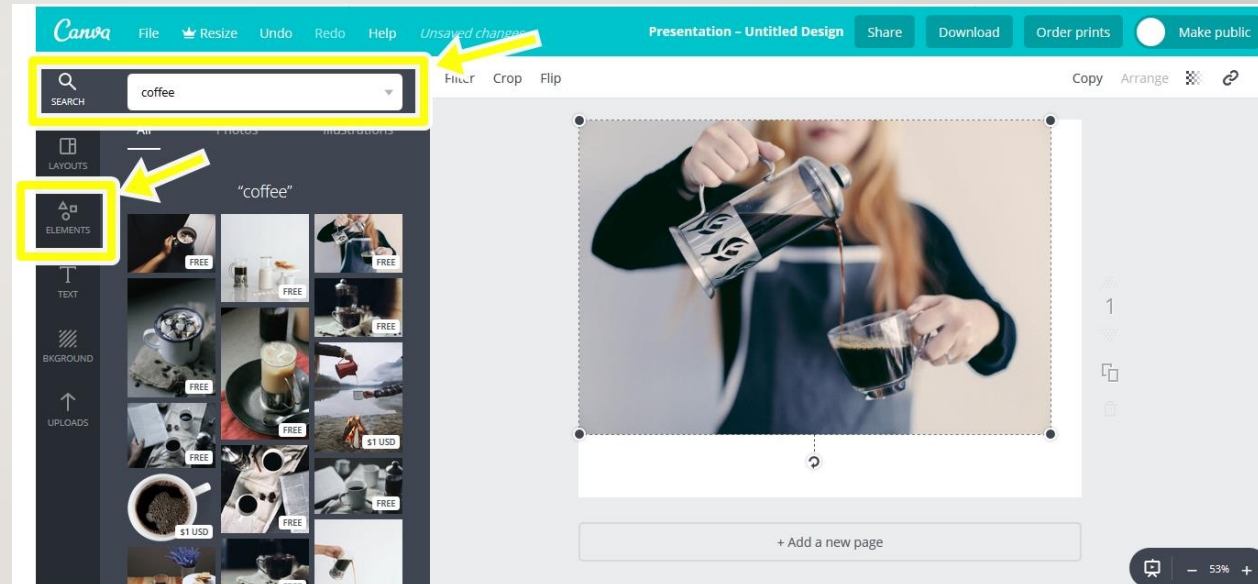 Canva File Resize Undo Redo Help Unsaved changes Presentation – Untitled Design Share Download Order prints Make public
SEARCH
coffee
Filter Crop Flip Copy Arrange
All Photos Illustrations
LAYOUTS
"coffee"
ELEMENTS
TEXT
BKGROUND
UPLOADS
FREE
FREE
FREE
FREE
FREE
FREE
$1 USD
FREE
FREE
$1 USD
FREE
1
+ Add a new page
– 53% +